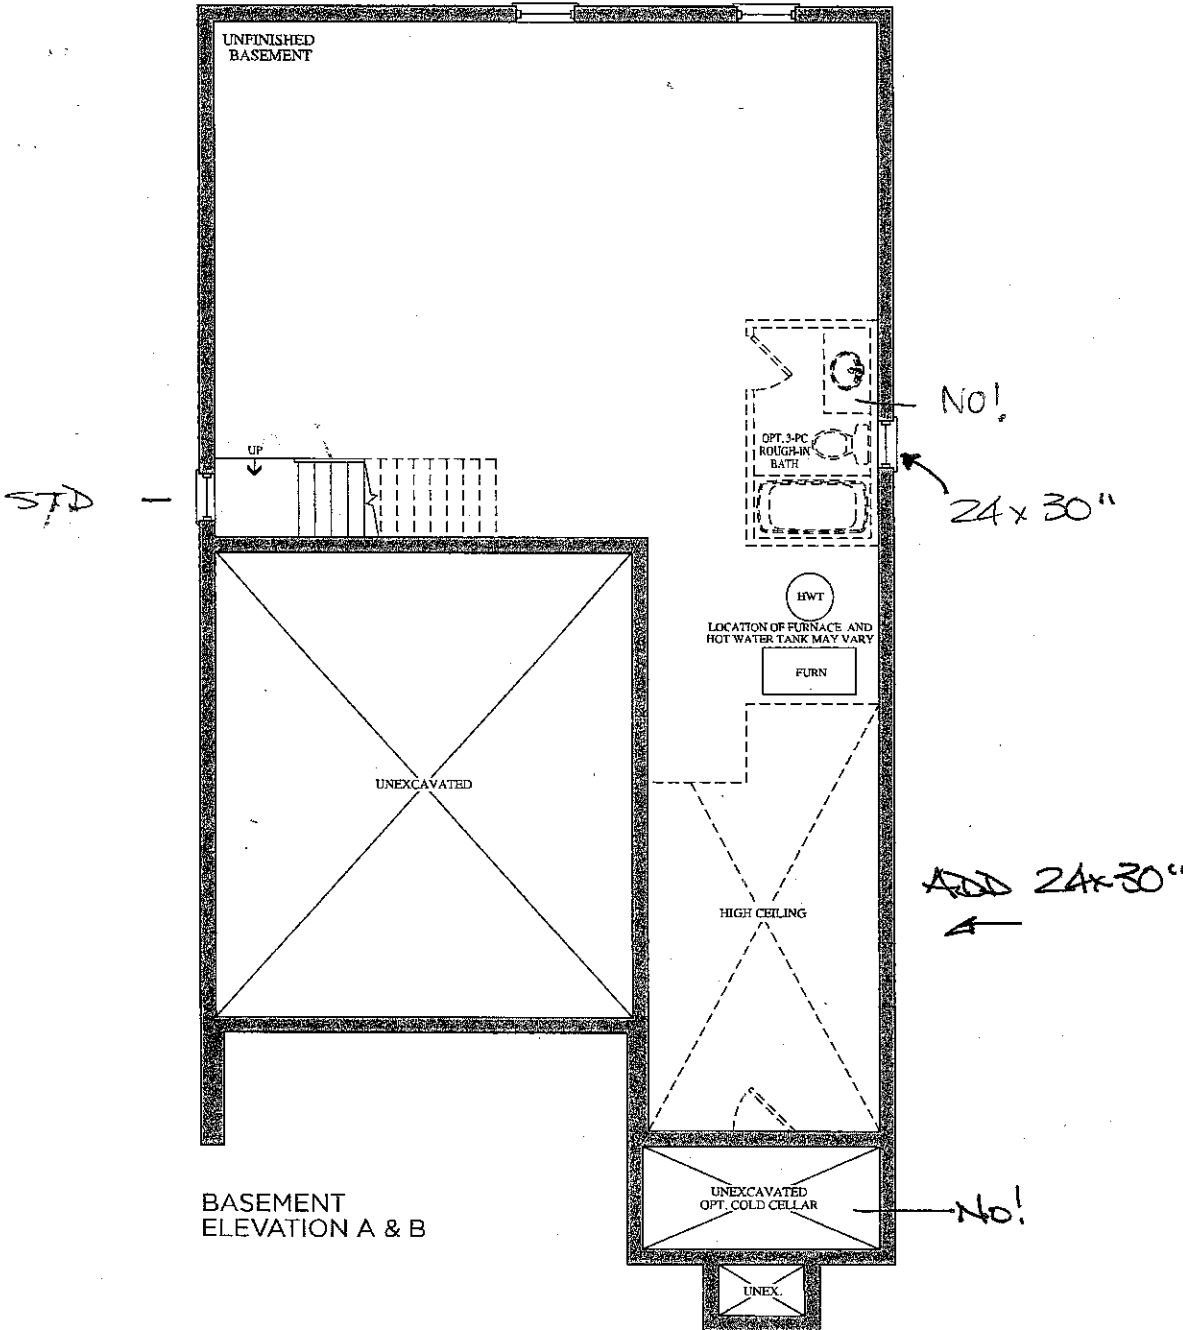 UNFINISHED
BASEMENT
NO!
OPT. 3-PC
ROUGH-IN
BATH
UP
STD -
24 x 30"
HWT
LOCATION OF FURNACE AND
HOT WATER TANK MAY VARY
FURN
UNEXCAVATED
ADD 24x30"
HIGH CEILING
UNEXCAVATED
OPT. COLD CELLAR
No!
BASEMENT
ELEVATION A & B
UNEX.